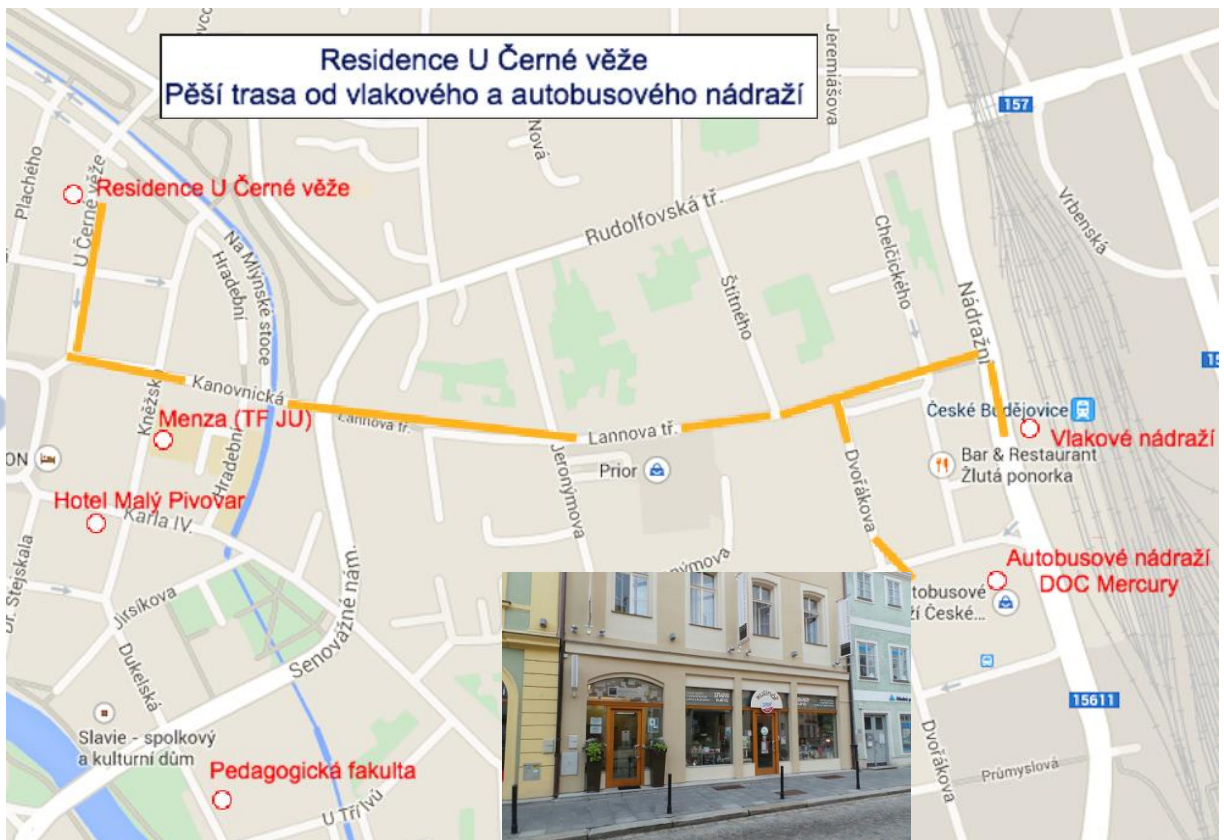 Residence U Černé věže
Pěší trasa od vlakového a autobusového nádraží
Jeremiášova
157
Nová
Plachého
Residence U Černé věže
U Černé věže
Vrbenská
Rudolfovská tř.
Na Mlýnské stoce
Hradební
Chelčického
Štítného
Nádražní
Kanovnická
Kněžská
Lannova tř.
Lannova tř.
České Budějovice
Vlakové nádraží
Menza (TF JU)
Hradební
Jeronýmova
Prior
Dvořákova
Bar & Restaurant
Žlutá ponorka
Hotel Malý Pivovar
Karla IV.
Autobusové nádraží
DOC Mercury
Jirsíkova
Senovážné nám.
Dukelská
15611
Slavie - spolkový
a kulturní dům
Pedagogická fakulta
U Tří lvů
Dvořákova
Průmyslová